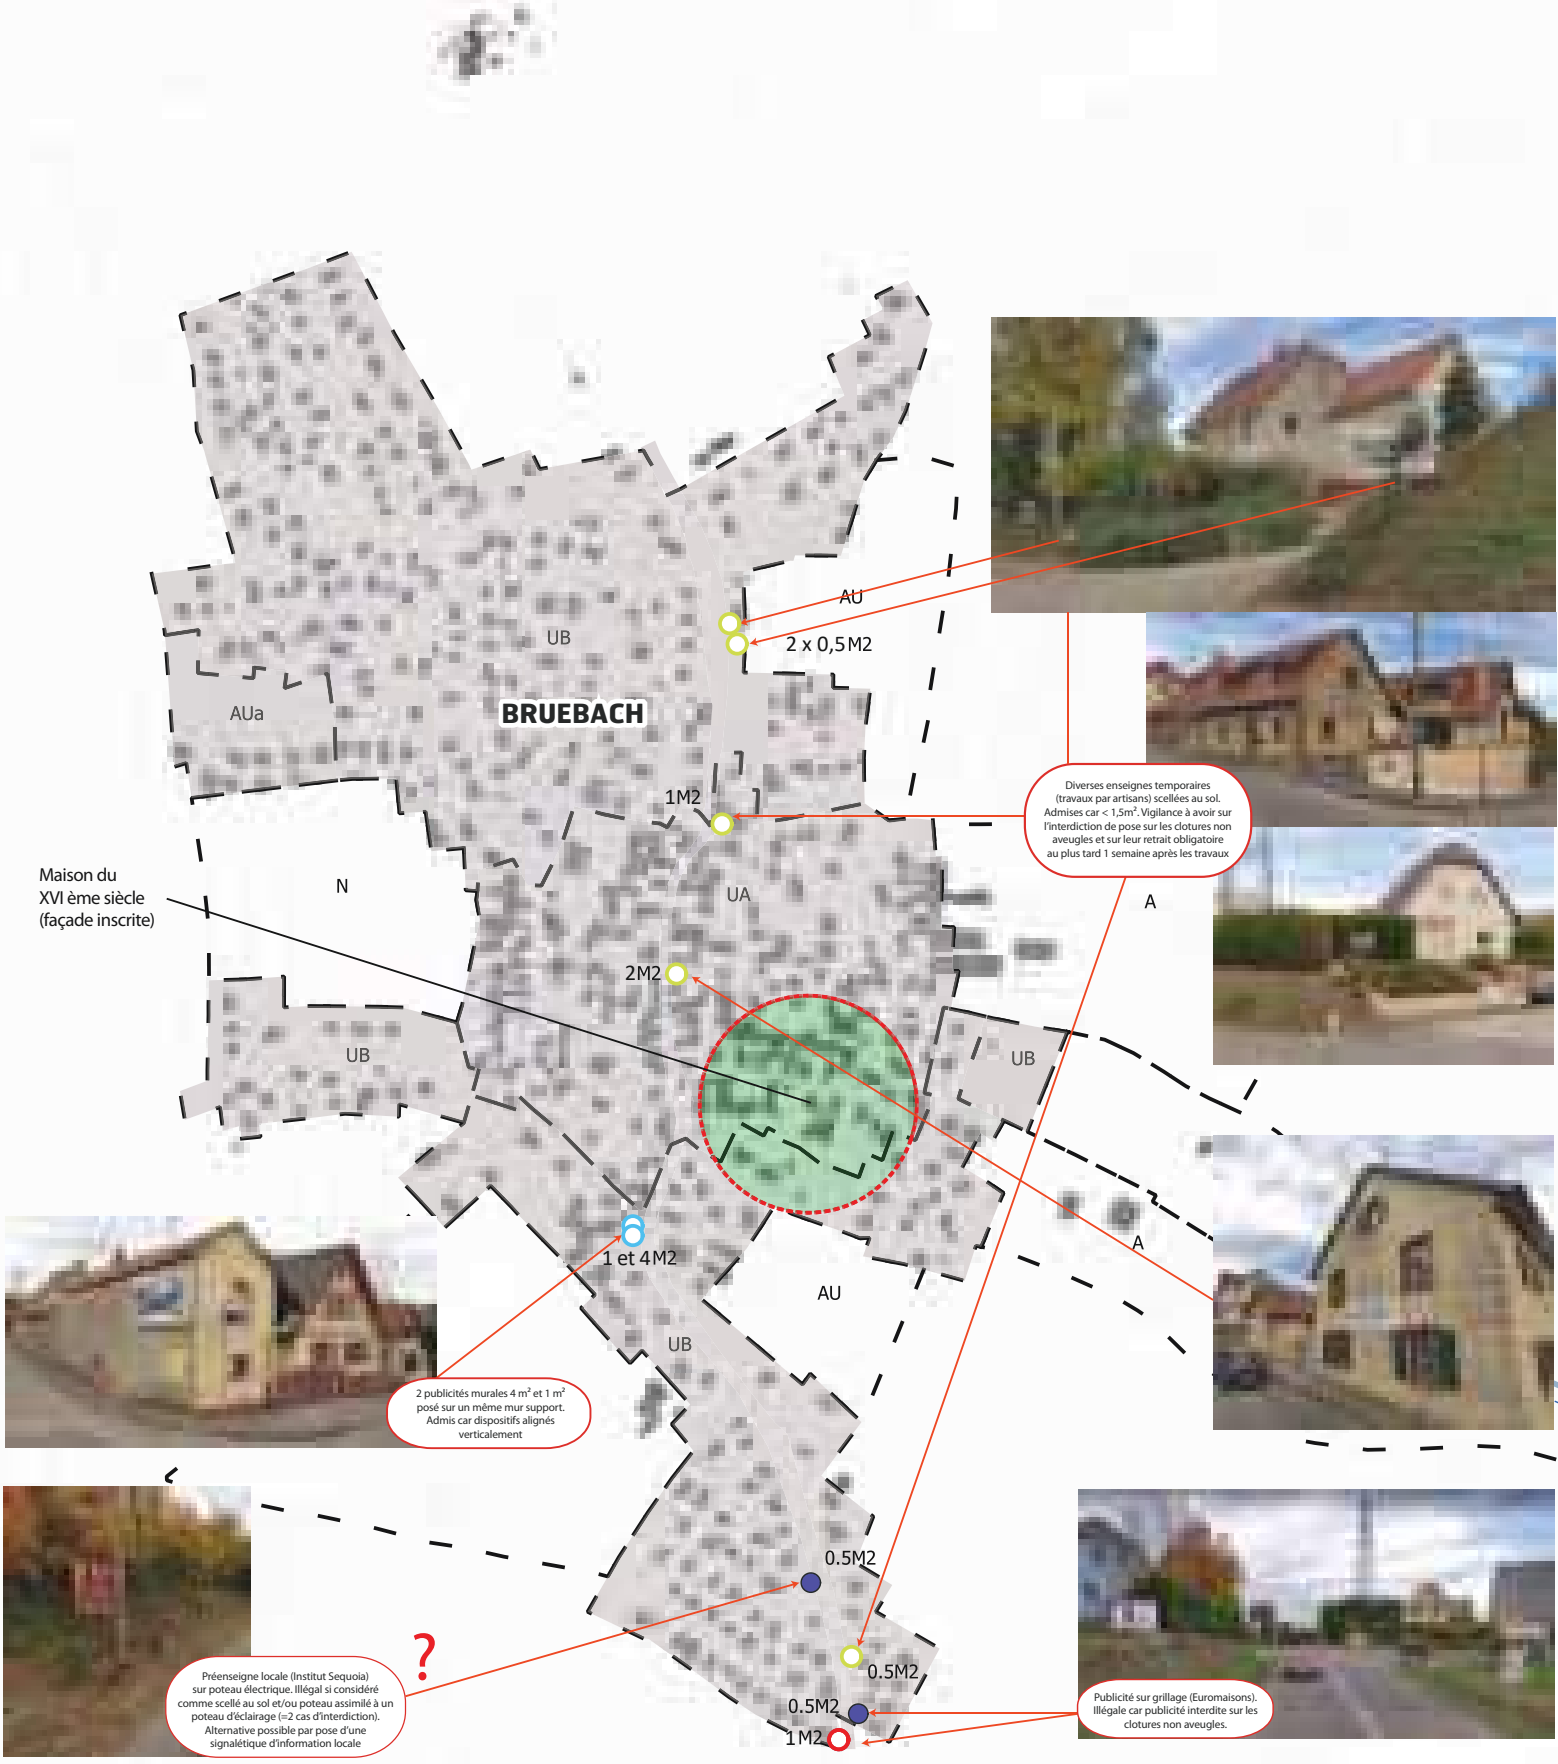 AU
2 x 0,5M2
UB
AUa
BRUEBACH
1M2
Diverses enseignes temporaires
(travaux par artisans) scellées au sol.
Admises car < 1,5m². Vigilance à avoir sur
l'interdiction de pose sur les clotures non
aveugles et sur leur retrait obligatoire
au plus tard 1 semaine après les travaux
Maison du
XVI ème siècle
(façade inscrite)
N
UA
A
2M2
UB
UB
A
1 et 4M2
AU
UB
2 publicités murales 4 m² et 1 m²
posé sur un même mur support.
Admis car dispositifs alignés
verticalement
0.5M2
?
Préenseigne locale (Institut Sequoia)
sur poteau électrique. Illégal si considéré
comme scellé au sol et/ou poteau assimilé à un
poteau d'éclairage (=2 cas d'interdiction).
Alternative possible par pose d'une
signalétique d'information locale
0.5M2
0.5M2
1M2
Publicité sur grillage (Euromaisons).
Illégale car publicité interdite sur les
clotures non aveugles.